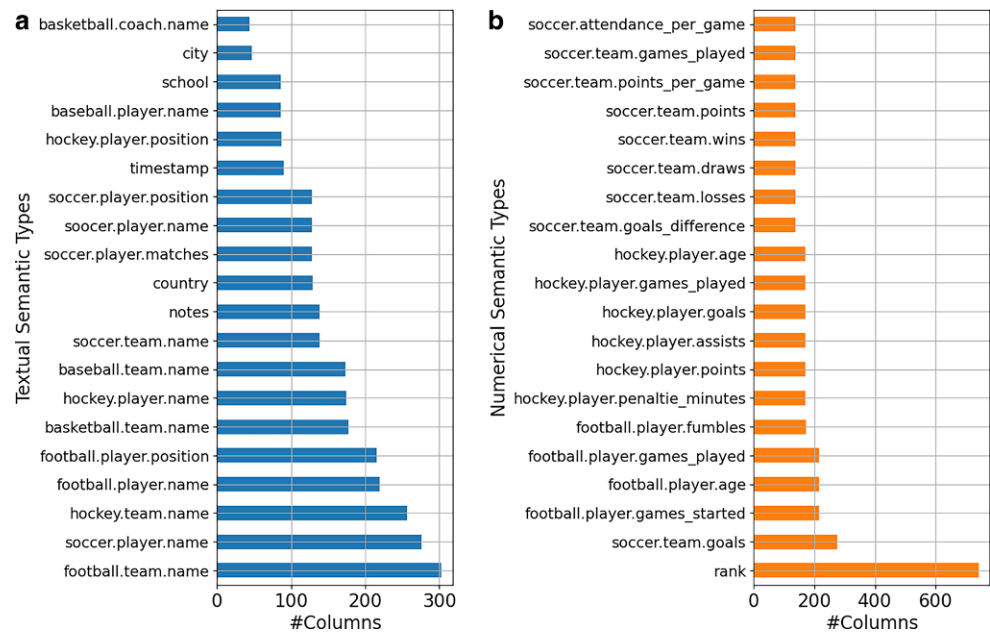 a
Textual Semantic Types
basketball.coach.name
city
school
baseball.player.name
hockey.player.position
timestamp
soccer.player.position
soocer.player.name
soccer.player.matches
country
notes
soccer.team.name
baseball.team.name
hockey.player.name
basketball.team.name
football.player.position
football.player.name
hockey.team.name
soccer.player.name
football.team.name
0 100 200 300
#Columns
b
Numerical Semantic Types
soccer.attendance_per_game
soccer.team.games_played
soccer.team.points_per_game
soccer.team.points
soccer.team.wins
soccer.team.draws
soccer.team.losses
soccer.team.goals_difference
hockey.player.age
hockey.player.games_played
hockey.player.goals
hockey.player.assists
hockey.player.points
hockey.player.penaltie_minutes
football.player.fumbles
football.player.games_played
football.player.age
football.player.games_started
soccer.team.goals
rank
0 200 400 600
#Columns